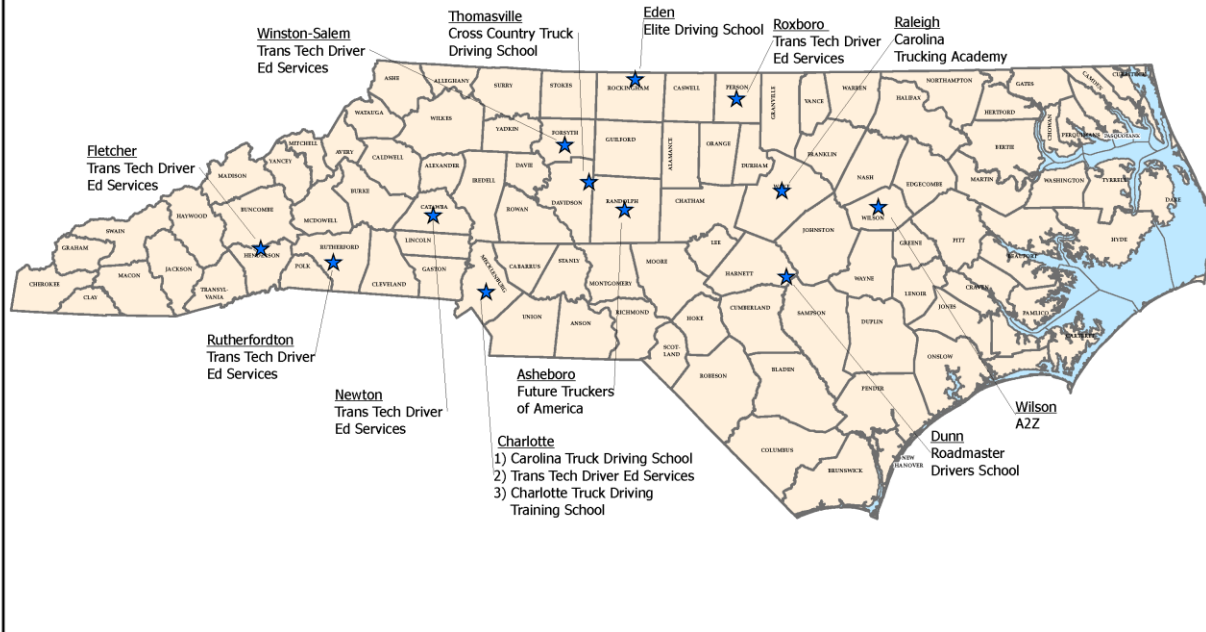 Thomasville
Cross Country Truck
Driving School
Eden
Elite Driving School
Winston-Salem
Trans Tech Driver
Ed Services
Roxboro
Trans Tech Driver
Ed Services
Raleigh
Carolina
Trucking Academy
Fletcher
Trans Tech Driver
Ed Services
ASHE
ALLEGHANY
SURRY
STOKES
ROCKINGHAM
CASWELL
PERSON
GRANVILLE
VANCE
WARREN
NORTHAMPTON
GATES
CAMDEN
HALIFAX
HERTFORD
CHOWAN
PERQUIMANS
PASQUOTANK
WATAUGA
WILKES
YADKIN
FORSYTH
GUILFORD
ALAMANCE
ORANGE
DURHAM
FRANKLIN
NASH
EDGECOMBE
BERTIE
MARTIN
WASHINGTON
TYRRELL
DARE
MITCHELL
AVERY
YANCEY
MADISON
CALDWELL
ALEXANDER
IREDELL
DAVIE
DAVIDSON
RANDOLPH
CHATHAM
WILSON
BUNCOMBE
BURKE
MCDOWELL
CATAWBA
ROWAN
JOHNSTON
GREENE
PITT
BEAUFORT
HYDE
HAYWOOD
SWAIN
GRAHAM
HENDERSON
RUTHERFORD
LINCOLN
LEE
CHEROKEE
MACON
JACKSON
CLAY
TRANSYL-
VANIA
POLK
CLEVELAND
GASTON
MECKLENBURG
CABARRUS
STANLY
MONTGOMERY
MOORE
HARNETT
WAYNE
LENOIR
CRAVEN
JONES
PAMLICO
CARTERET
UNION
ANSON
RICHMOND
SCOT-
LAND
HOKE
CUMBERLAND
SAMPSON
DUPLIN
ONSLOW
ROBESON
BLADEN
PENDER
COLUMBUS
BRUNSWICK
NEW
HANOVER
Rutherfordton
Trans Tech Driver
Ed Services
Newton
Trans Tech Driver
Ed Services
Asheboro
Future Truckers
of America
Charlotte
1) Carolina Truck Driving School
2) Trans Tech Driver Ed Services
3) Charlotte Truck Driving
Training School
Wilson
A2Z
Dunn
Roadmaster
Drivers School